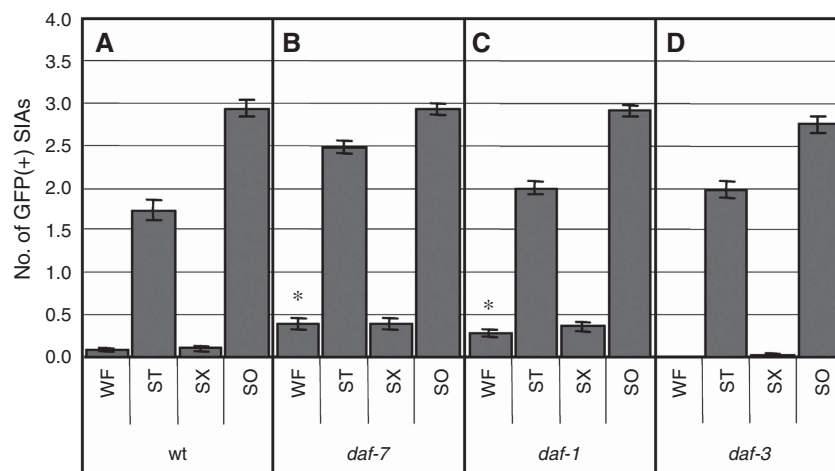 A B C D
No. of GFP(+) SIAs
4.0
3.5
3.0
2.5
2.0
1.5
1.0
0.5
0.0
* *
WF ST SX SO WF ST SX SO WF ST SX SO WF ST SX SO
wt daf-7 daf-1 daf-3